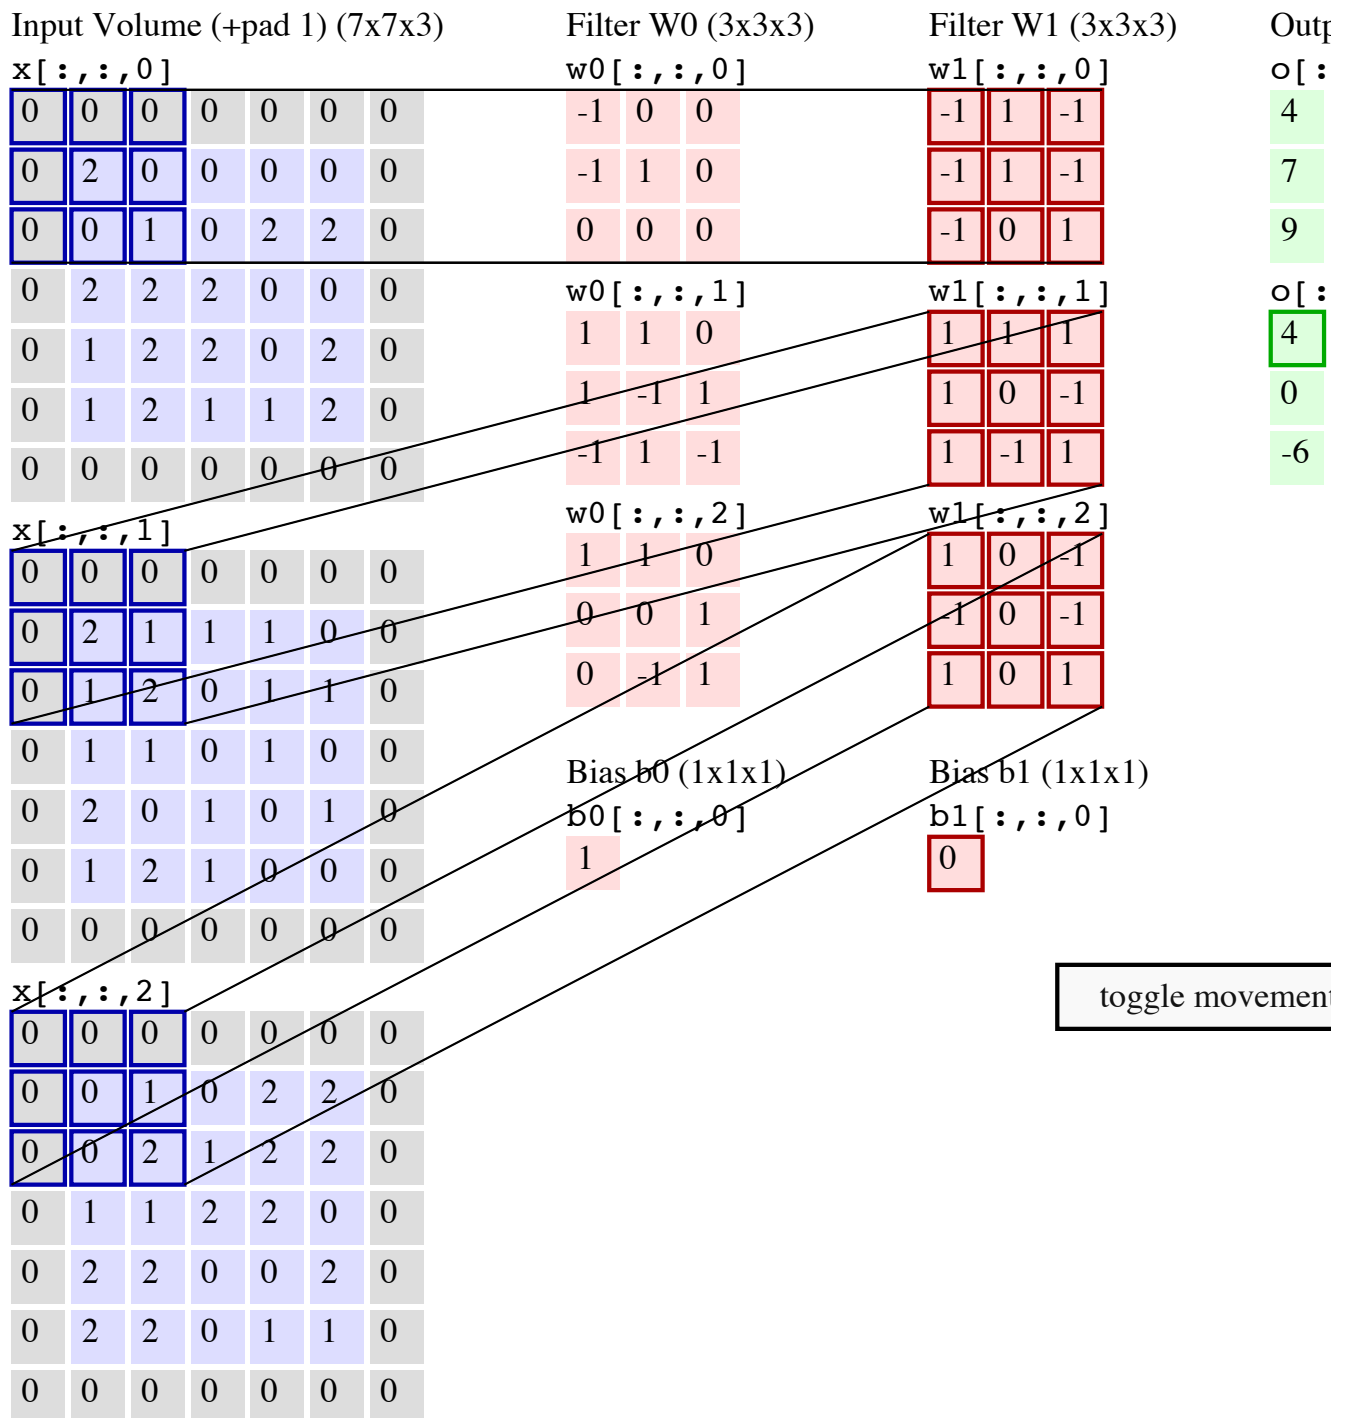 Input Volume (+pad 1) (7x7x3)
x[:,:,0]
0 0 0 0 0 0 0
0 2 0 0 0 0 0
0 0 1 0 2 2 0
0 2 2 2 0 0 0
0 1 2 2 0 2 0
0 1 2 1 1 2 0
0 0 0 0 0 0 0
x[:,:,1]
0 0 0 0 0 0 0
0 2 1 1 1 0 0
0 1 2 0 1 1 0
0 1 1 0 1 0 0
0 2 0 1 0 1 0
0 1 2 1 0 0 0
0 0 0 0 0 0 0
x[:,:,2]
0 0 0 0 0 0 0
0 0 1 0 2 2 0
0 0 2 1 2 2 0
0 1 1 2 2 0 0
0 2 2 0 0 2 0
0 2 2 0 1 1 0
0 0 0 0 0 0 0
Filter W0 (3x3x3)
w0[:,:,0]
-1 0 0
-1 1 0
0 0 0
w0[:,:,1]
1 1 0
1 -1 1
-1 1 -1
w0[:,:,2]
1 1 0
0 0 1
0 -1 1
Bias b0 (1x1x1)
b0[:,:,0]
1
Filter W1 (3x3x3)
w1[:,:,0]
-1 1 -1
-1 1 -1
-1 0 1
w1[:,:,1]
1 1 1
1 0 -1
1 -1 1
w1[:,:,2]
1 0 -1
-1 0 -1
1 0 1
Bias b1 (1x1x1)
b1[:,:,0]
0
Outp
o[:
4
7
9
o[:
4
0
-6
toggle movement